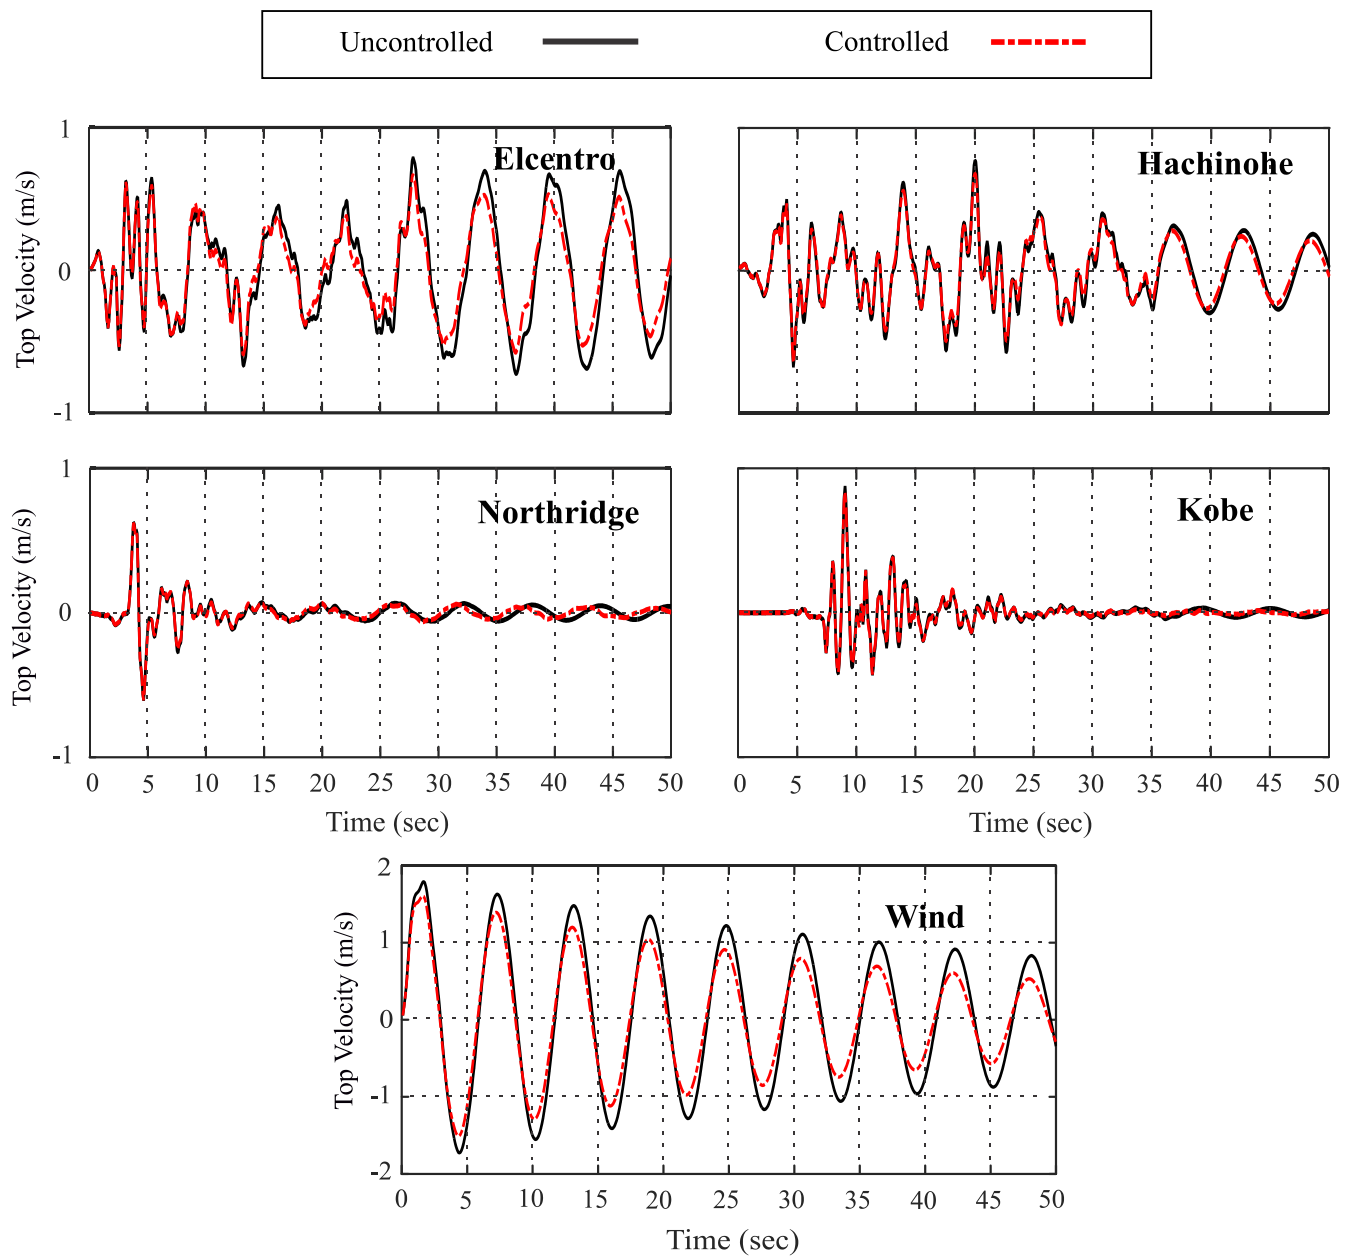 Uncontrolled Controlled
Elcentro
1
0
-1
Top Velocity (m/s)
Hachinohe
Northridge
1
0
-1
Top Velocity (m/s)
0 5 10 15 20 25 30 35 40 45 50
Time (sec)
Kobe
0 5 10 15 20 25 30 35 40 45 50
Time (sec)
Wind
2
1
0
-1
-2
Top Velocity (m/s)
0 5 10 15 20 25 30 35 40 45 50
Time (sec)